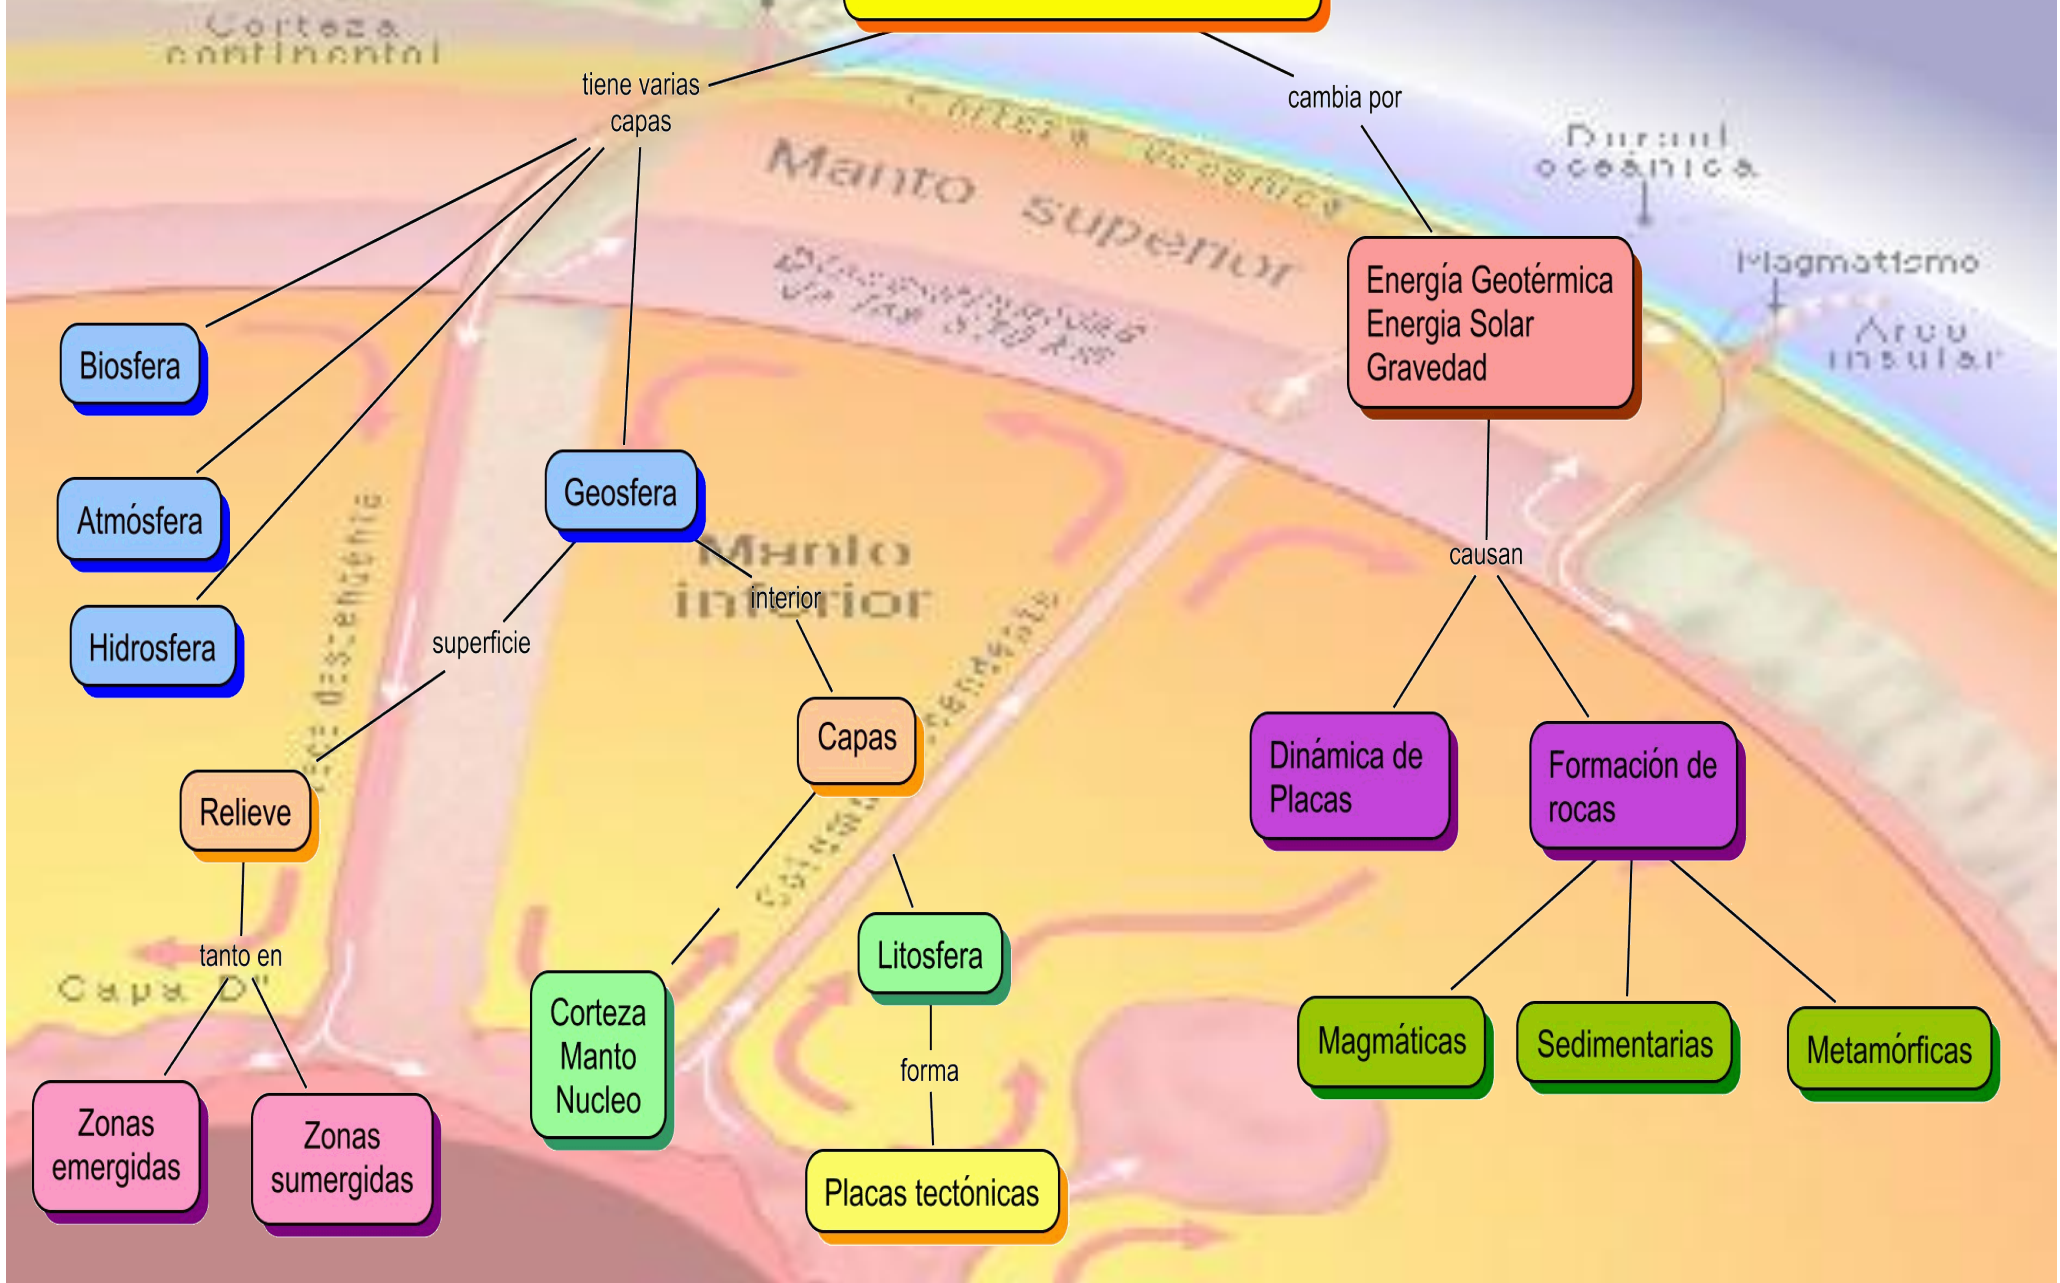 Corteza
continental
tiene varias
capas
cambia por
Corteza oceánica
Manto superior
oceánica
Magmatismo
Arco
insular
Energía Geotérmica
Energia Solar
Gravedad
Biosfera
Atmósfera
Hidrosfera
Geosfera
Manto
inferior
interior
superficie
causan
Capas
Relieve
Dinámica de
Placas
Formación de
rocas
tanto en
Capa D"
Litosfera
Corteza
Manto
Nucleo
forma
Magmáticas
Sedimentarias
Metamórficas
Zonas
emergidas
Zonas
sumergidas
Placas tectónicas